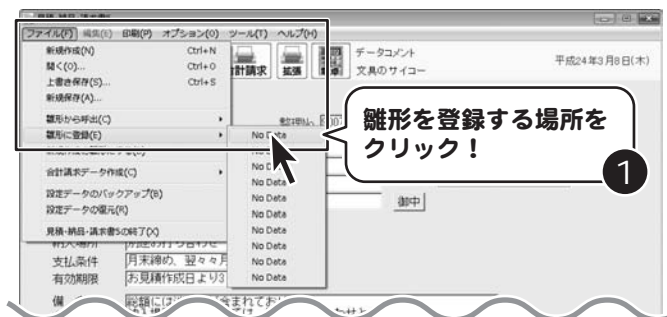 見積・納品・請求書5
ファイル(F) 編集(E) 印刷(P) オプション(O) ツール(T) ヘルプ(H)
新規作成(N) Ctrl+N
開く(O)... Ctrl+O
上書き保存(S)... Ctrl+S
新規保存(A)...
雛形から呼出(C)
雛形に登録(E)
合計請求データ作成(C)
設定データのバックアップ(B)
設定データの復元(R)
見積・納品・請求書5の終了(X)
計請求
拡張
データコメント
文具のサイコー
平成24年3月8日(木)
No Data
No Data
No Data
No Data
No Data
No Data
No Data
No Data
雛形を登録する場所を
クリック!
1
御中
支払条件 月末締め、翌々月
有効期限 お見積作成日より3
備